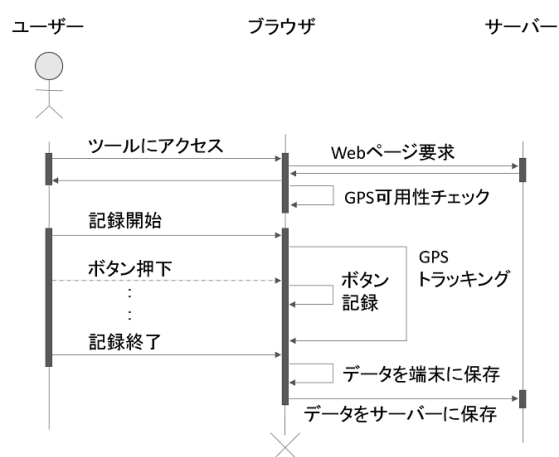 ユーザー
ブラウザ
サーバー
ツールにアクセス
Webページ要求
GPS可用性チェック
記録開始
GPS
トラッキング
ボタン押下
:
:
ボタン
記録
記録終了
データを端末に保存
データをサーバーに保存